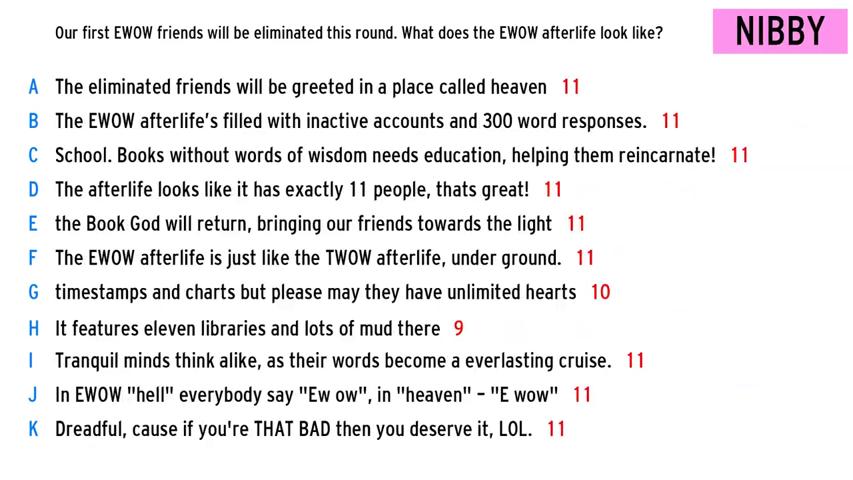 Our first EWOW friends will be eliminated this round. What does the EWOW afterlife look like?
NIBBY
A The eliminated friends will be greeted in a place called heaven 11
B The EWOW afterlife's filled with inactive accounts and 300 word responses. 11
C School. Books without words of wisdom needs education, helping them reincarnate! 11
D The afterlife looks like it has exactly 11 people, thats great! 11
E the Book God will return, bringing our friends towards the light 11
F The EWOW afterlife is just like the TWOW afterlife, under ground. 11
G timestamps and charts but please may they have unlimited hearts 10
H It features eleven libraries and lots of mud there 9
I Tranquil minds think alike, as their words become a everlasting cruise. 11
J In EWOW "hell" everybody say "Ew ow", in "heaven" – "E wow" 11
K Dreadful, cause if you're THAT BAD then you deserve it, LOL. 11